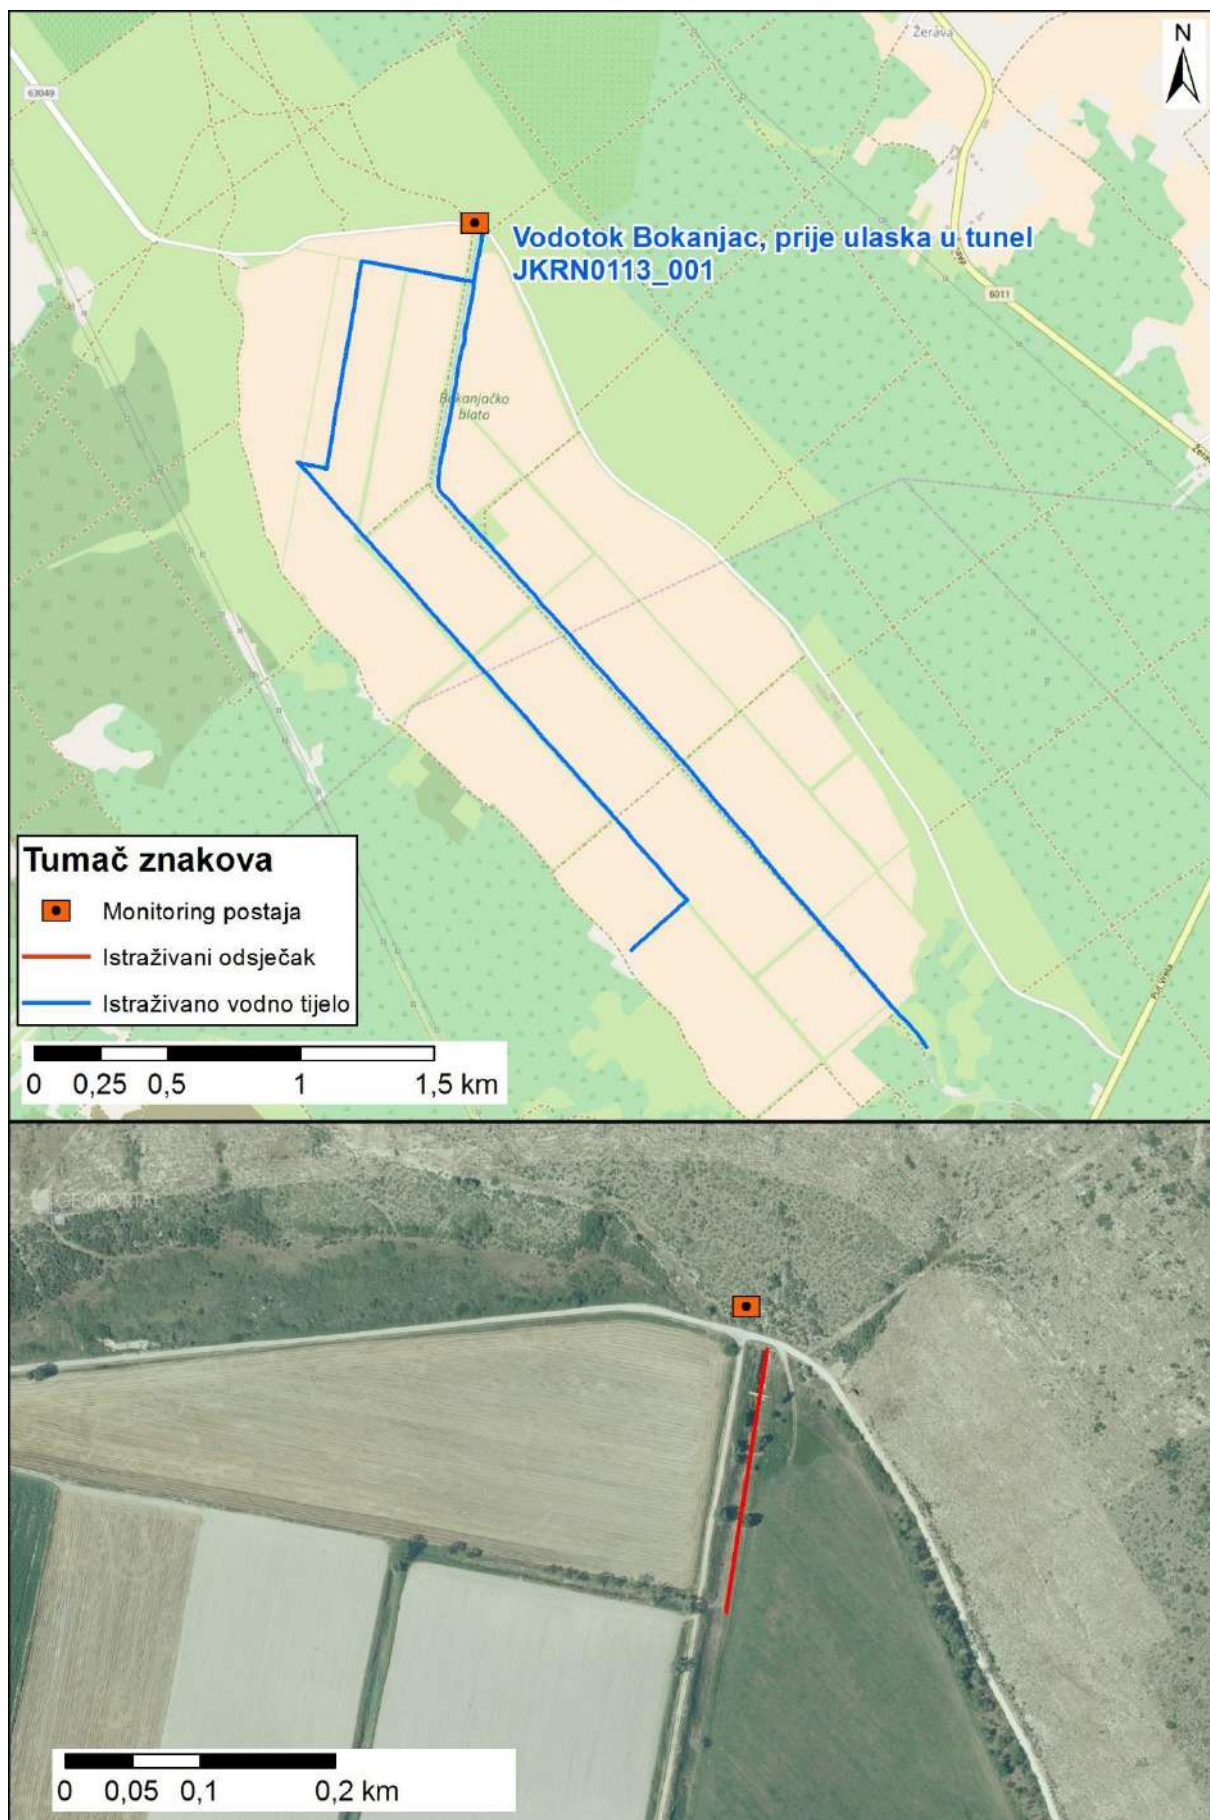 Žerava
N
63049
Vodotok Bokanjac, prije ulaska u tunel
JKRN0113_001
6011
Bokanjačko
blato
Tumač znakova
Monitoring postaja
Istraživani odsječak
Istraživano vodno tijelo
Put Vrela
0 0,25 0,5 1 1,5 km
GEOPORTAL
0 0,05 0,1 0,2 km